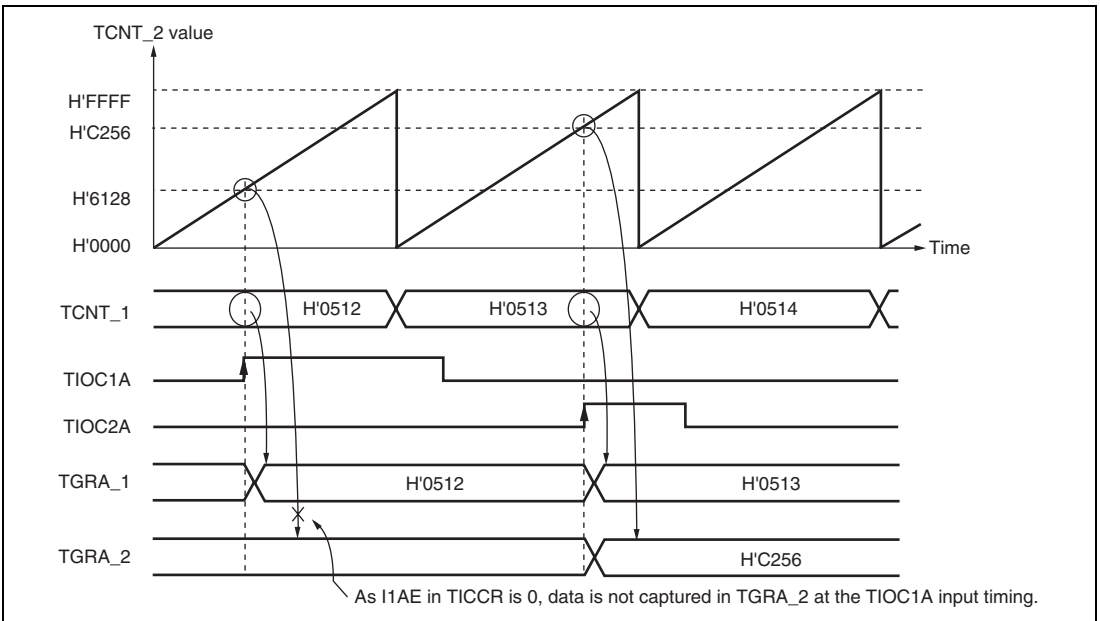 TCNT_2 value
H'FFFF
H'C256
H'6128
H'0000
Time
TCNT_1 H'0512 H'0513 H'0514
TIOC1A
TIOC2A
TGRA_1 H'0512 H'0513
TGRA_2 H'C256
As I1AE in TICCR is 0, data is not captured in TGRA_2 at the TIOC1A input timing.